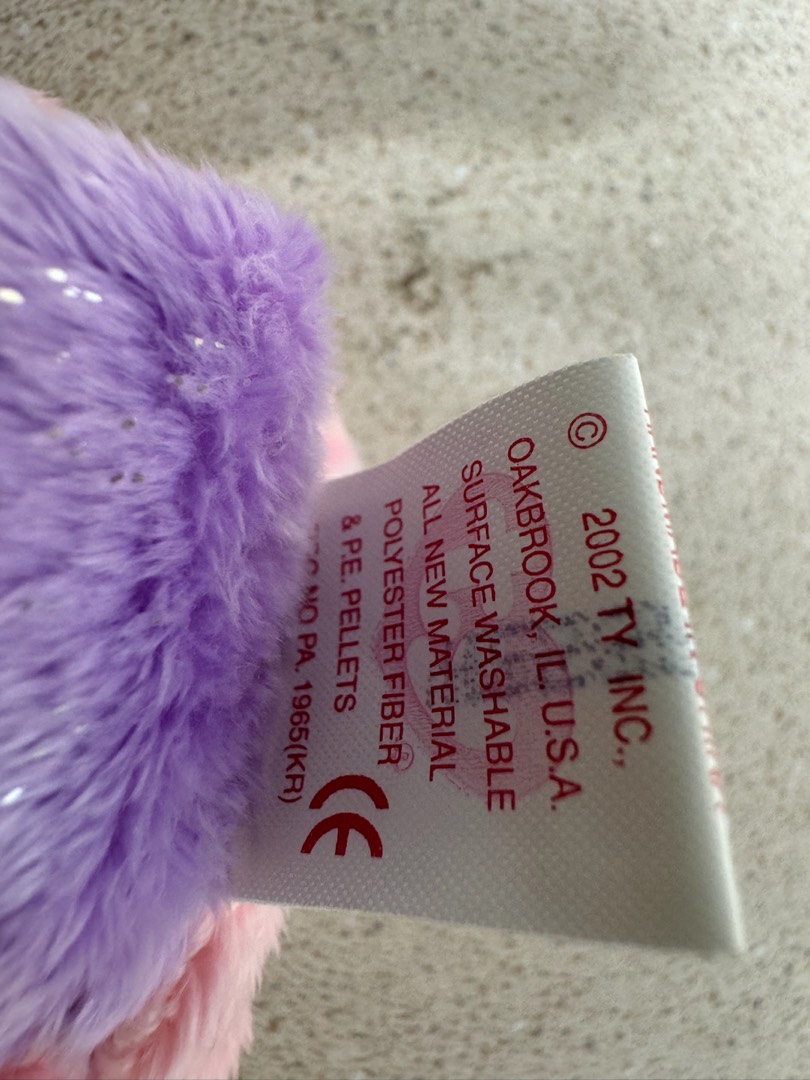 ©
2002 TY INC.,
OAKBROOK, IL. U.S.A.
SURFACE WASHABLE
ALL NEW MATERIAL
POLYESTER FIBER
& P.E. PELLETS
NO PA. 1965(KR)
CE